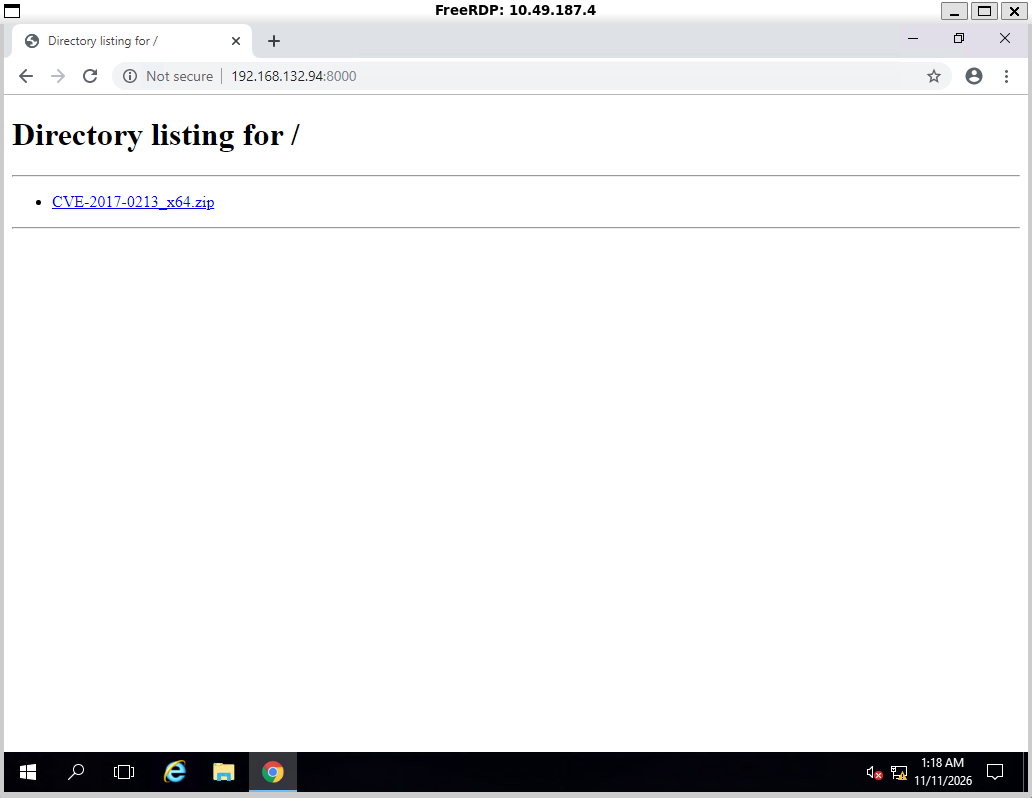 FreeRDP: 10.49.187.4
Directory listing for /
Not secure 192.168.132.94:8000
Directory listing for /
CVE-2017-0213_x64.zip
1:18 AM
11/11/2026